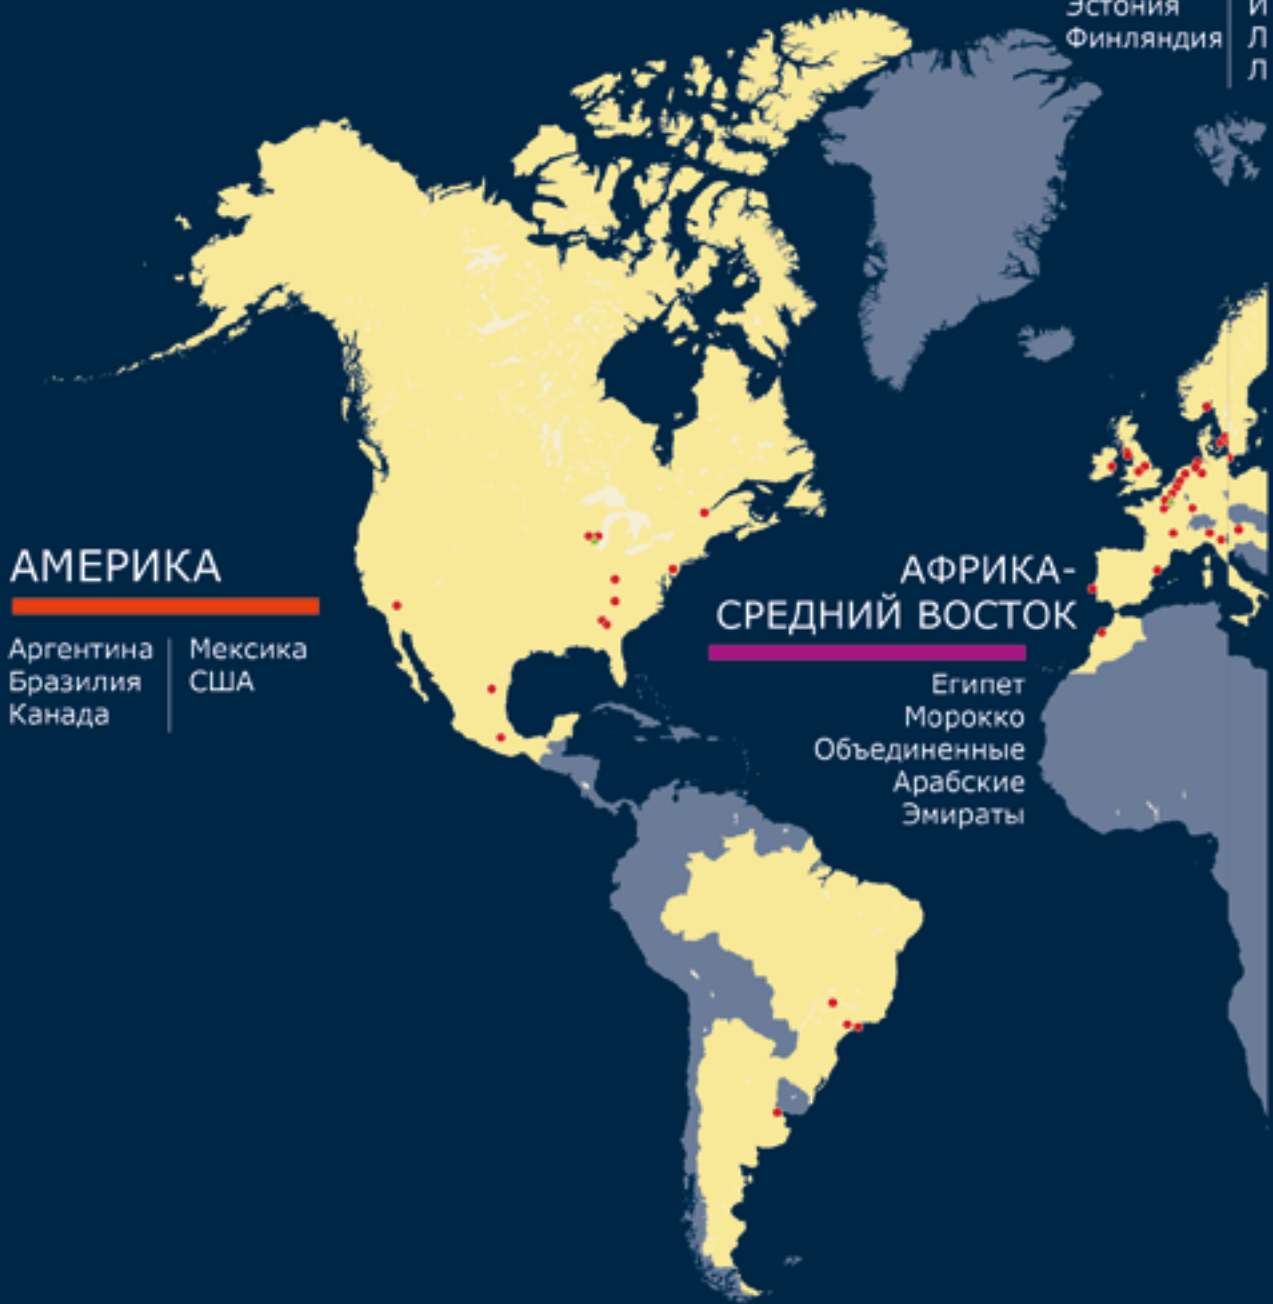 Эстония
Финляндия
АМЕРИКА
Аргентина
Бразилия
Канада
Мексика
США
АФРИКА-
СРЕДНИЙ ВОСТОК
Египет
Морокко
Объединенные
Арабские
Эмираты